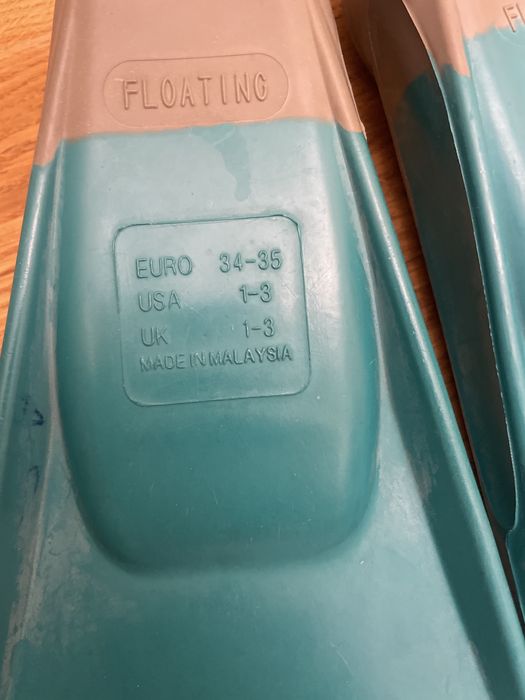 FLOATING
EURO 34-35
USA 1-3
UK 1-3
MADE IN MALAYSIA